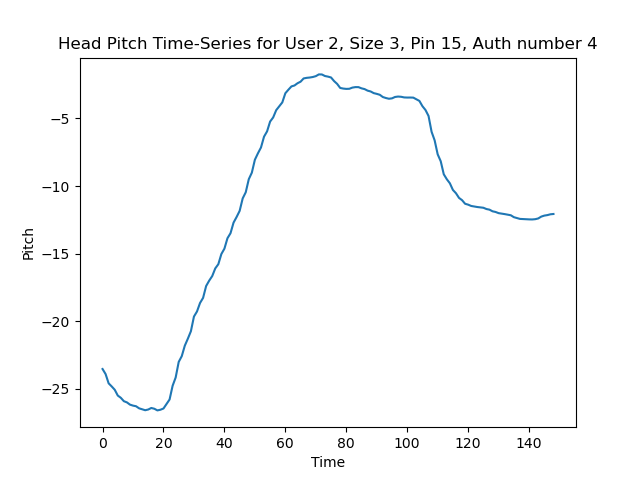 Head Pitch Time-Series for User 2, Size 3, Pin 15, Auth number 4
Pitch
−5
−10
−15
−20
−25
0 20 40 60 80 100 120 140
Time